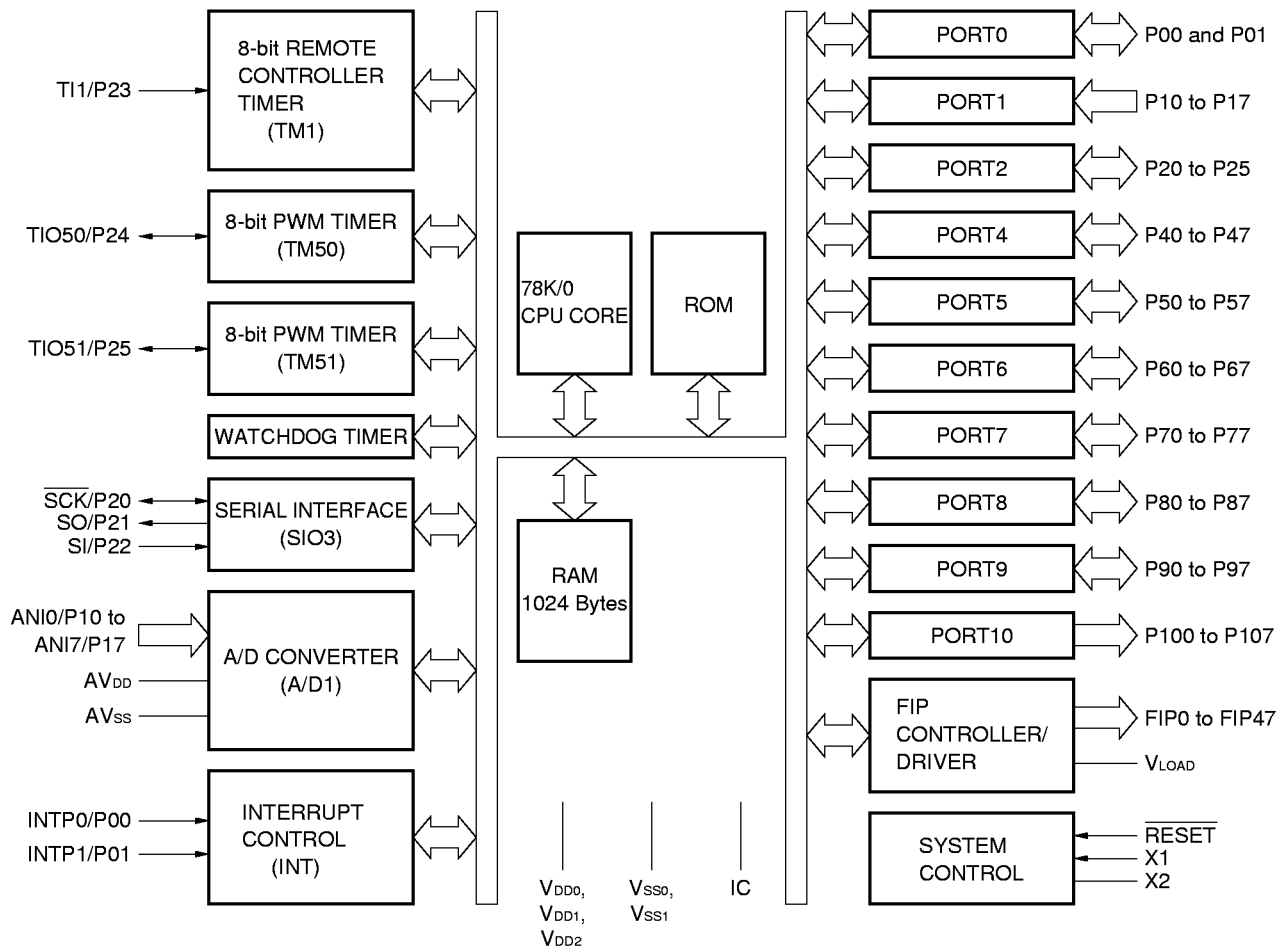 8-bit REMOTE
CONTROLLER
TIMER
(TM1)
TI1/P23
8-bit PWM TIMER
(TM50)
TIO50/P24
8-bit PWM TIMER
(TM51)
TIO51/P25
WATCHDOG TIMER
SCK/P20
SO/P21
SI/P22
SERIAL INTERFACE
(SIO3)
ANI0/P10 to
ANI7/P17
AVDD
AVSS
A/D CONVERTER
(A/D1)
INTP0/P00
INTP1/P01
INTERRUPT
CONTROL
(INT)
78K/0
CPU CORE
ROM
RAM
1024 Bytes
VDD0,
VDD1,
VDD2
VSS0,
VSS1
IC
PORT0
P00 and P01
PORT1
P10 to P17
PORT2
P20 to P25
PORT4
P40 to P47
PORT5
P50 to P57
PORT6
P60 to P67
PORT7
P70 to P77
PORT8
P80 to P87
PORT9
P90 to P97
PORT10
P100 to P107
FIP
CONTROLLER/
DRIVER
FIP0 to FIP47
VLOAD
SYSTEM
CONTROL
RESET
X1
X2